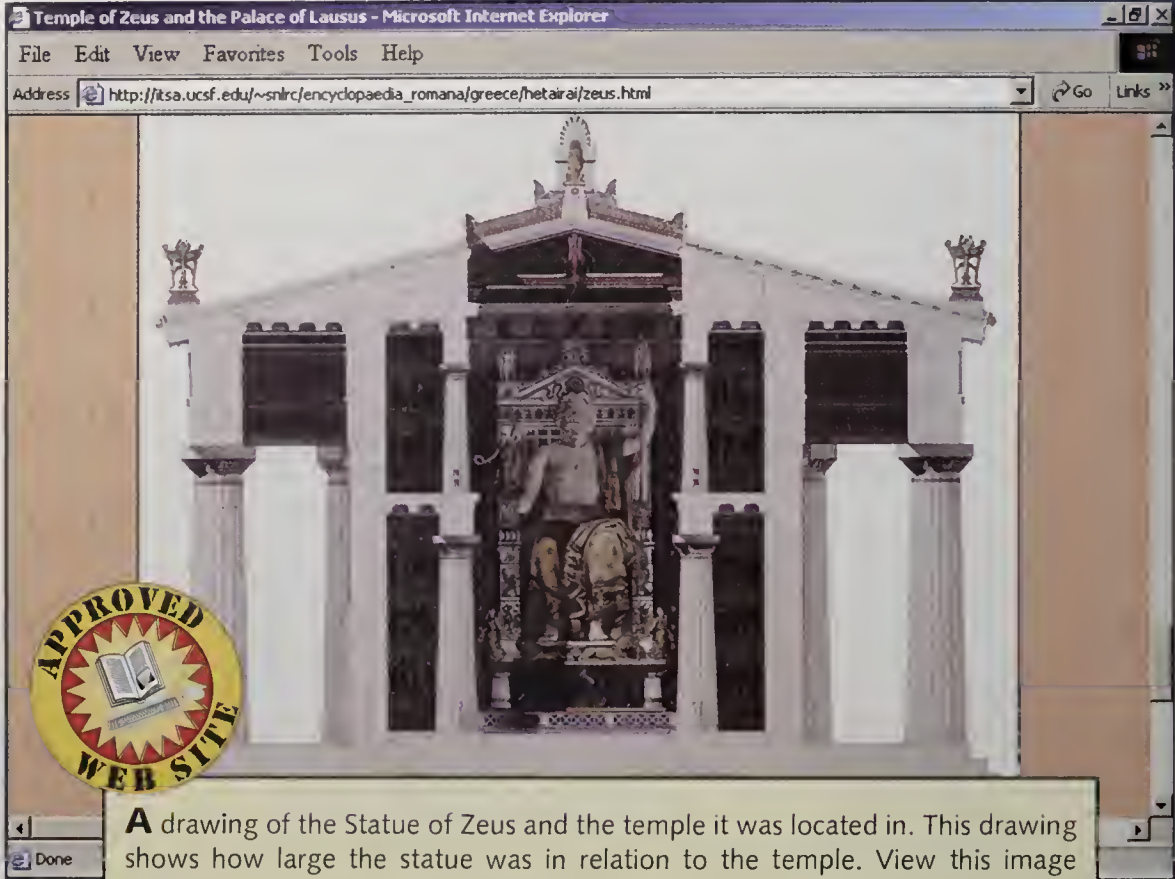 Temple of Zeus and the Palace of Lausus - Microsoft Internet Explorer
File Edit View Favorites Tools Help
Address http://itsa.ucsf.edu/~snlrc/encyclopaedia_romana/greece/hetairai/zeus.html Go Links »
APPROVED
WEB SITE
A drawing of the Statue of Zeus and the temple it was located in. This drawing
Done
shows how large the statue was in relation to the temple. View this image